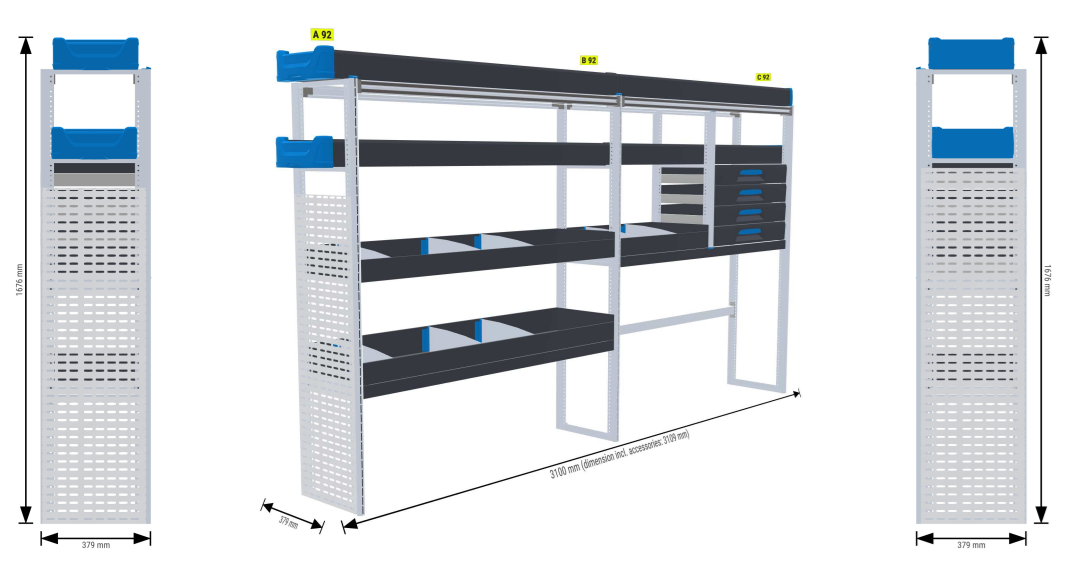 A 92
B 92
C 92
1676 mm
1676 mm
3100 mm (dimension incl. accessories: 3109 mm)
379 mm
379 mm
379 mm